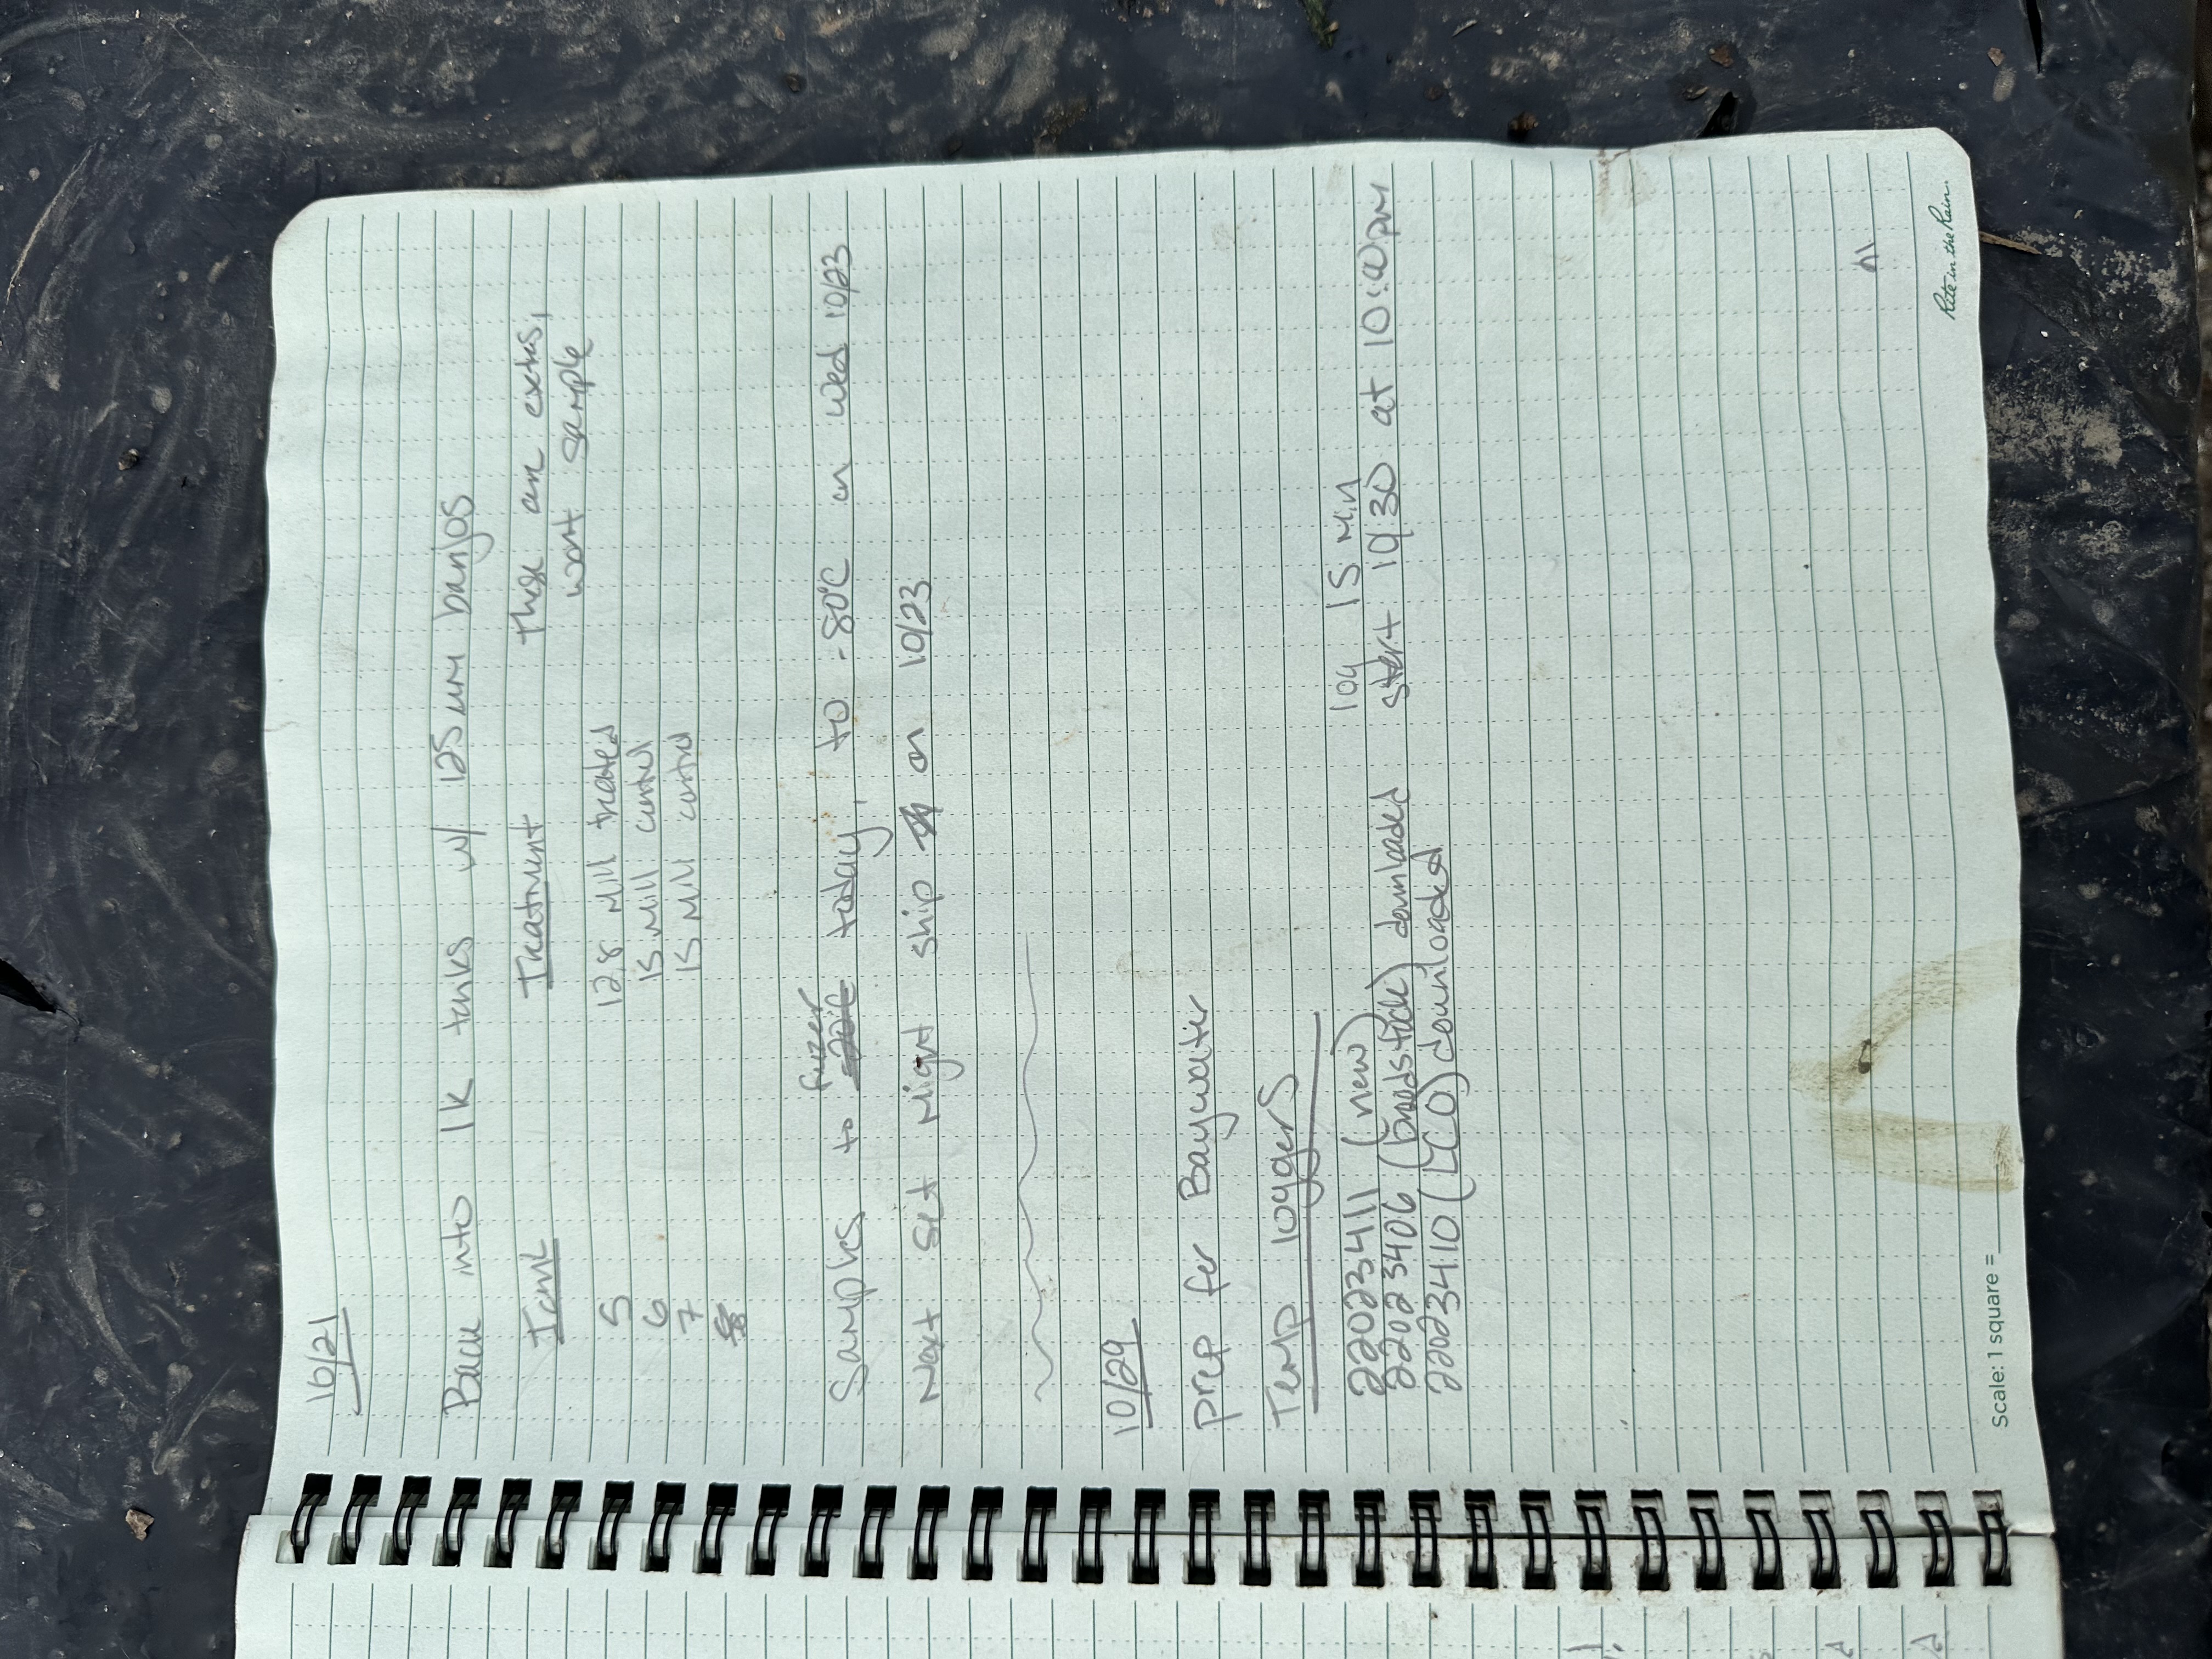 10/21
Back into 1k tanks w/ 125 um banjos
Tank Treatment These are extras,
wont sample
5 12.8 Mill treated
6 15 Mill control
7 15 Mill control
freezer
Samples to -20°C today, to -80°C on Wed 10/23
Next set Might ship on 10/23
10/29
prep for Baywater
Temp loggers
22023411 (new) log 15 Min
22023406 (broodstock) downloaded start 10/30 at 10:00pm
22023410 (LCO) downloaded
Rite in the Rain.
Scale: 1 square =